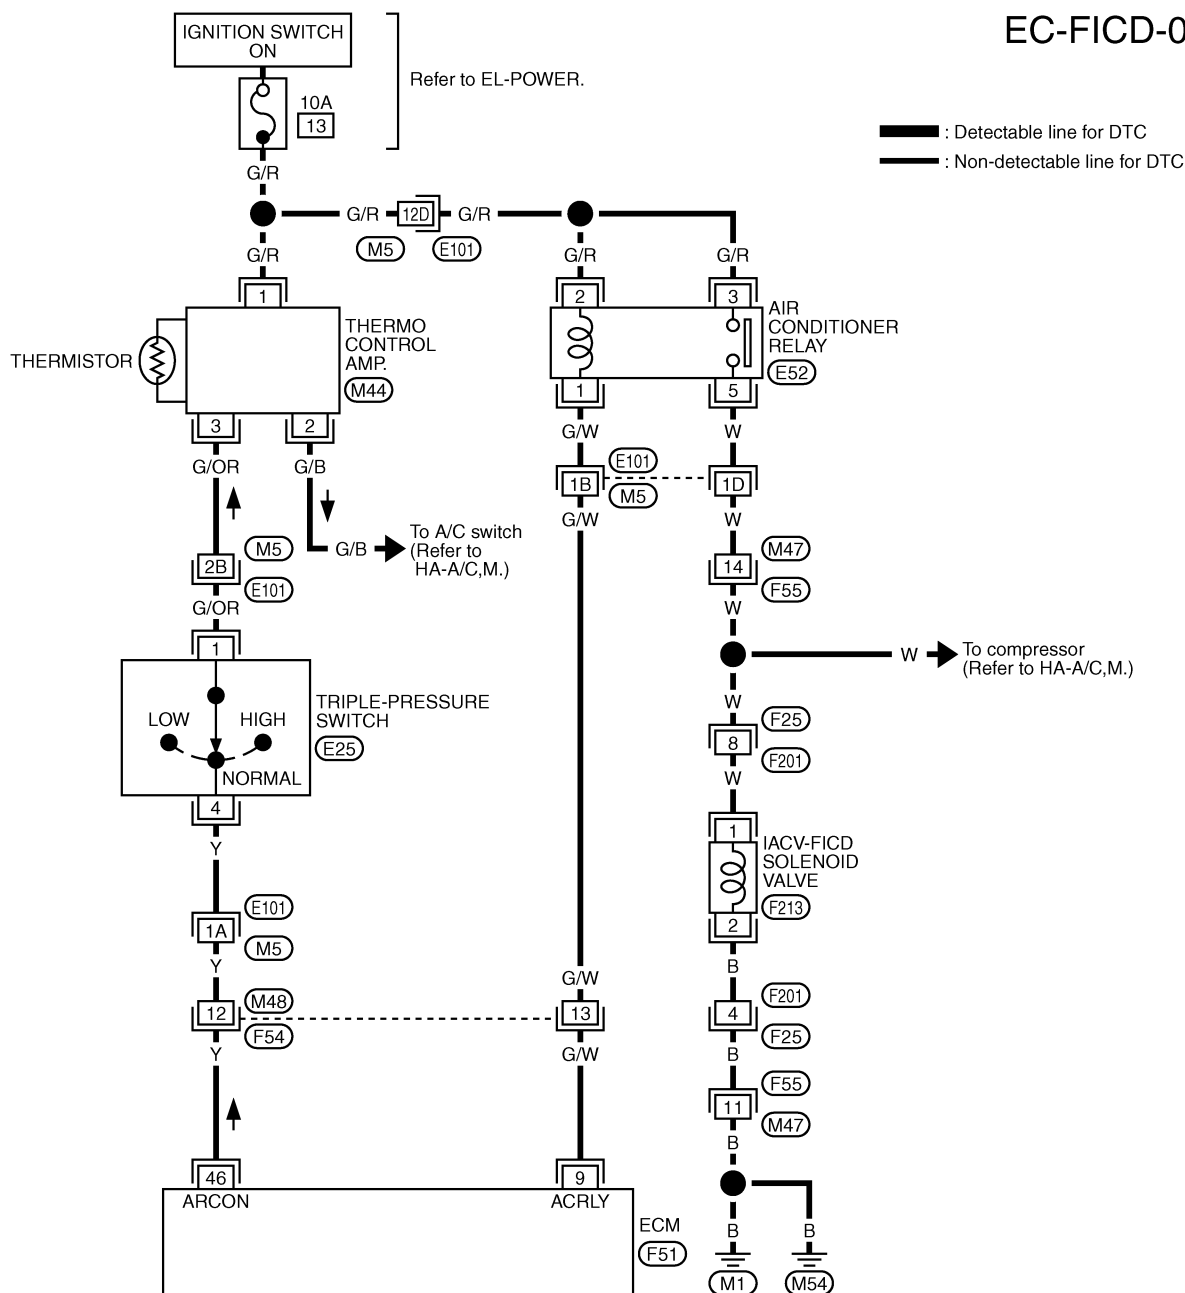 EC-FICD-0
IGNITION SWITCH
ON
Refer to EL-POWER.
10A
13
: Detectable line for DTC
: Non-detectable line for DTC
G/R
G/R
12D
G/R
M5
E101
G/R
G/R
G/R
1
2
3
THERMISTOR
THERMO
CONTROL
AMP.
M44
AIR
CONDITIONER
RELAY
E52
3
2
1
5
G/OR
G/B
G/W
W
E101
1B
1D
M5
G/W
W
To A/C switch
(Refer to
HA-A/C,M.)
G/B
M5
2B
E101
M47
14
F55
G/OR
W
1
W
To compressor
(Refer to HA-A/C,M.)
TRIPLE-PRESSURE
SWITCH
E25
LOW
HIGH
NORMAL
W
F25
8
F201
W
4
Y
1
IACV-FICD
SOLENOID
VALVE
F213
2
E101
1A
M5
Y
B
G/W
M48
12
F54
13
F201
4
F25
Y
G/W
B
F55
11
M47
B
46
9
ARCON
ACRLY
ECM
F51
B
B
M1
M54